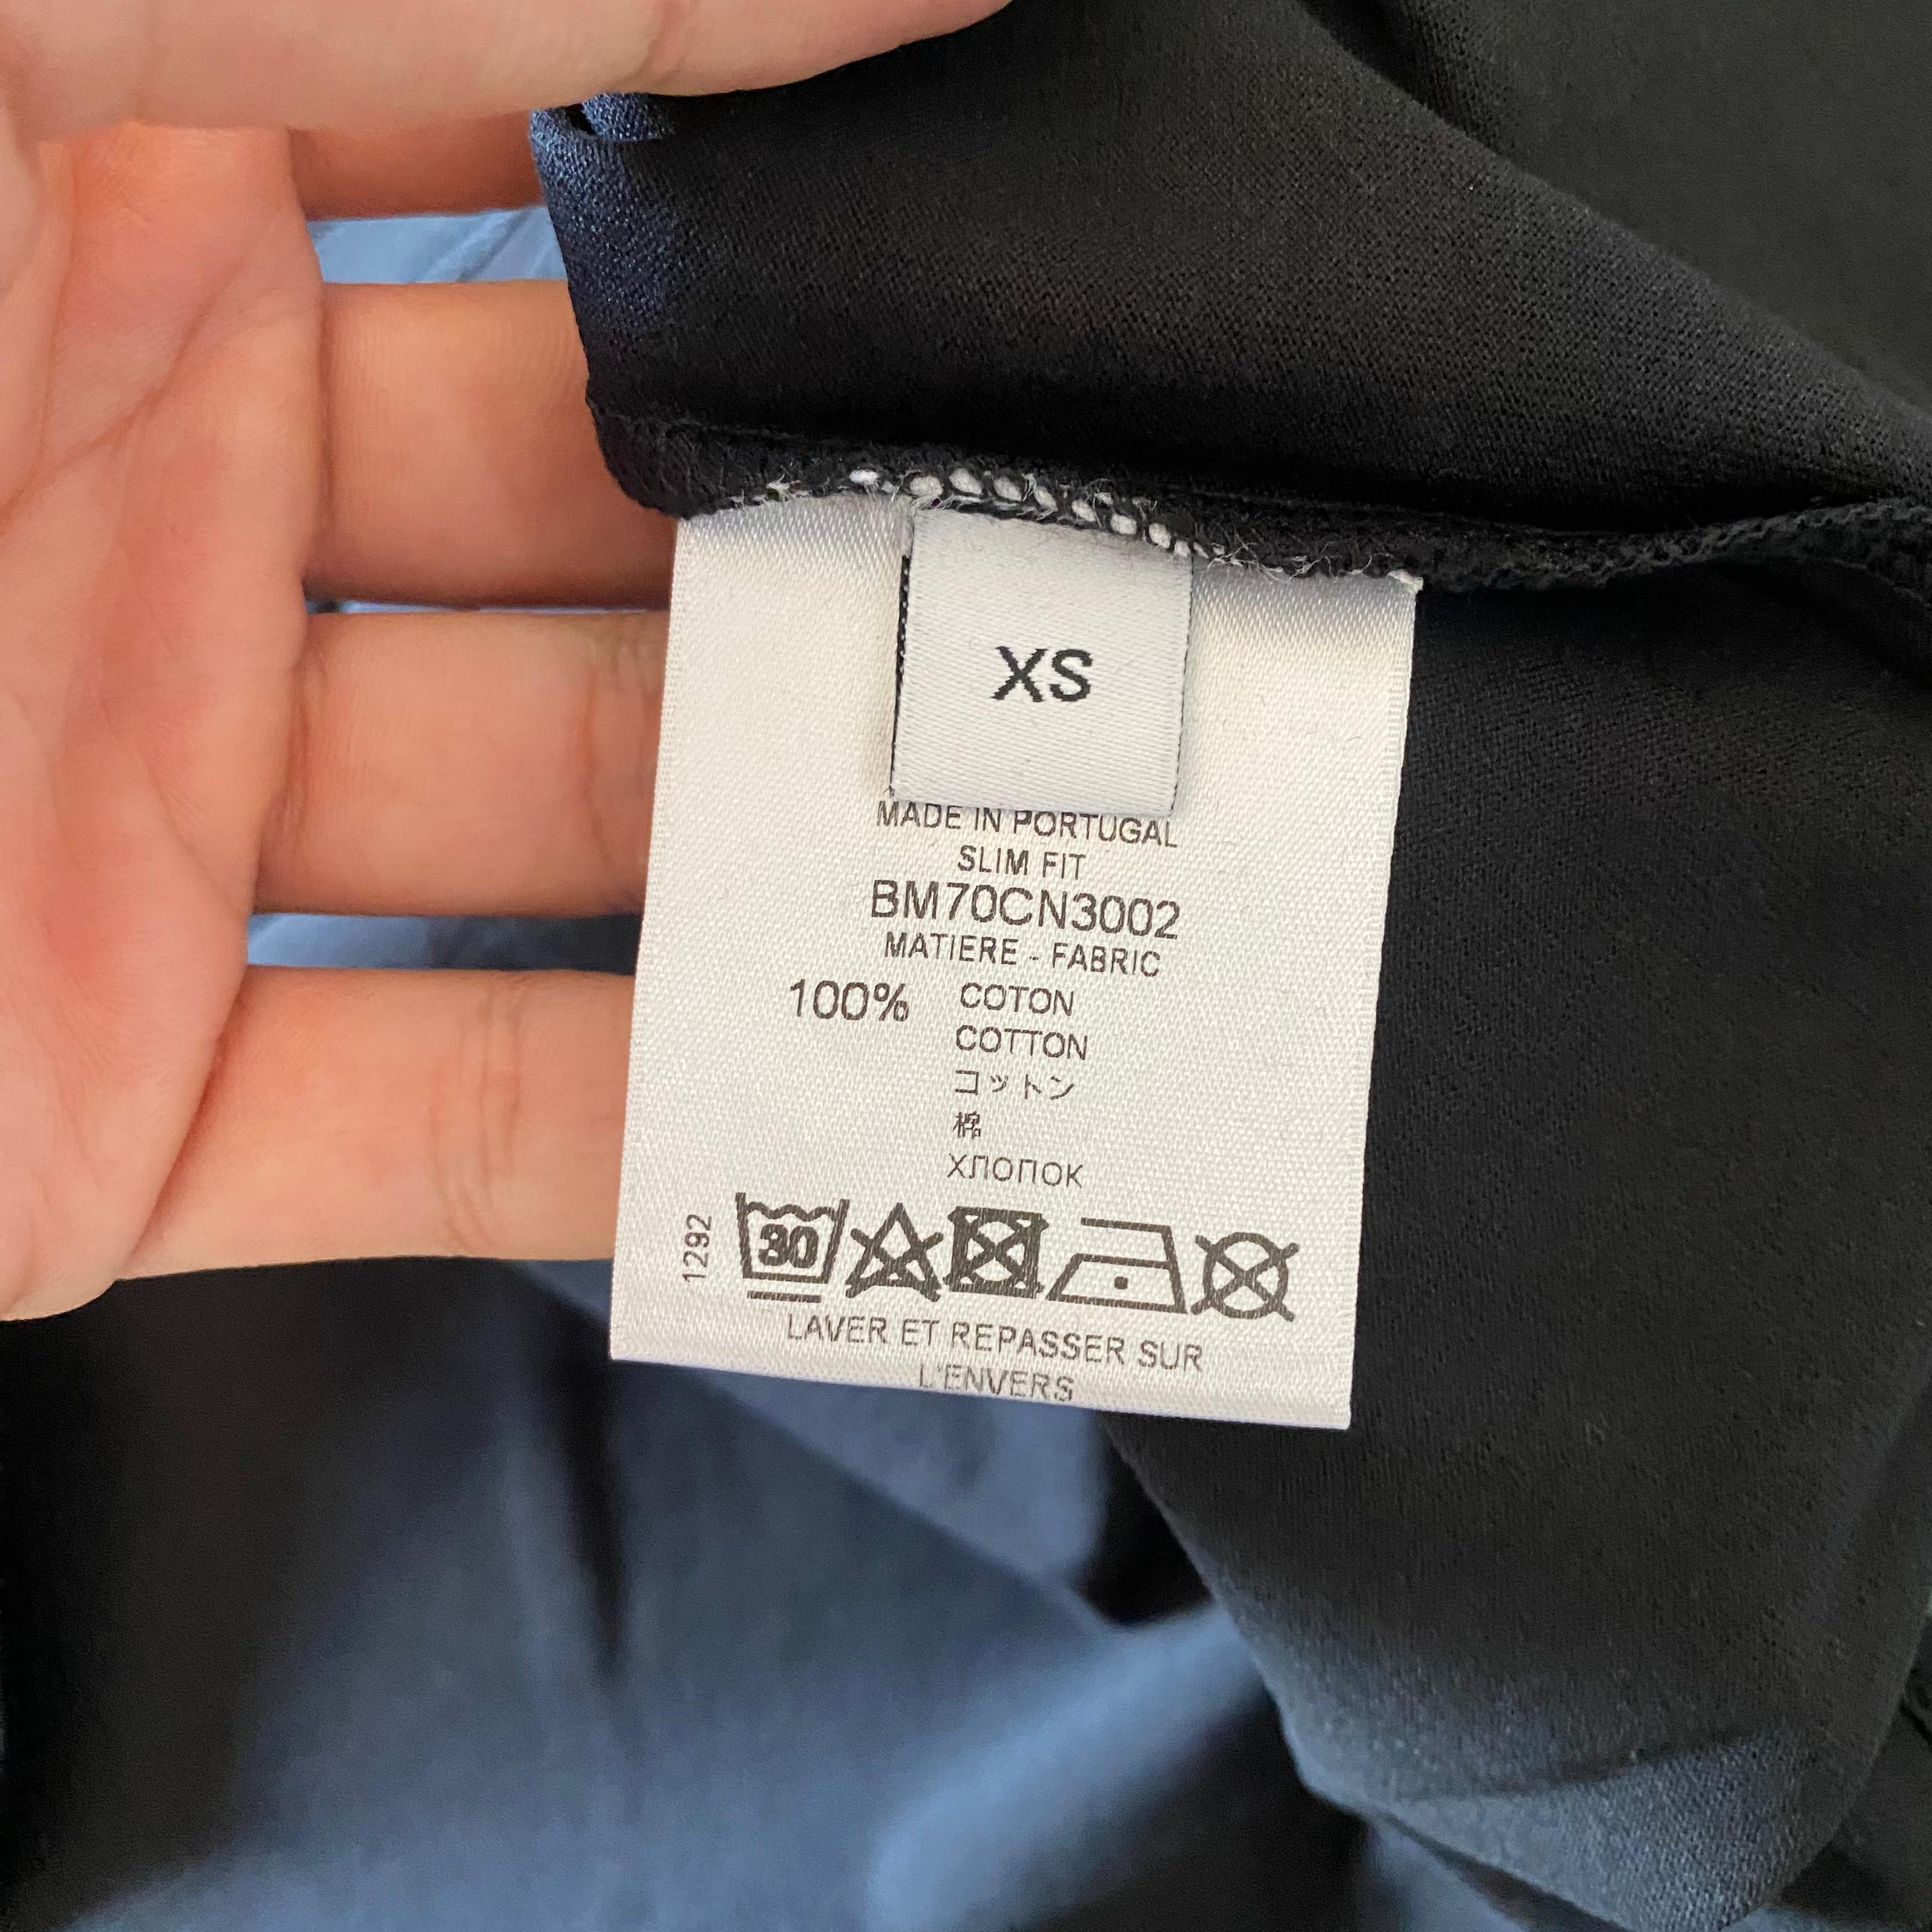 XS
MADE IN PORTUGAL
SLIM FIT
BM70CN3002
MATIERE - FABRIC
100% COTON
COTTON
コットン
棉
ХЛОПОК
1292
30
LAVER ET REPASSER SUR
L'ENVERS